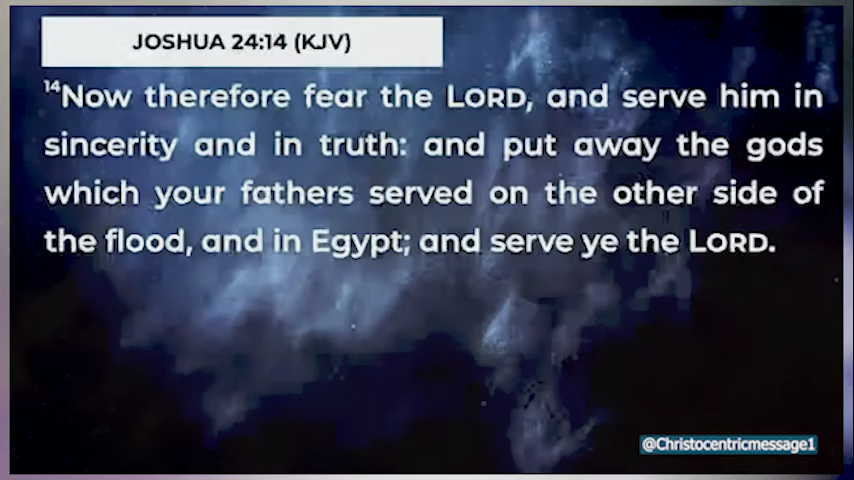 JOSHUA 24:14 (KJV)
¹⁴Now therefore fear the LORD, and serve him in
sincerity and in truth: and put away the gods
which your fathers served on the other side of
the flood, and in Egypt; and serve ye the LORD.
@Christocentricmessage1